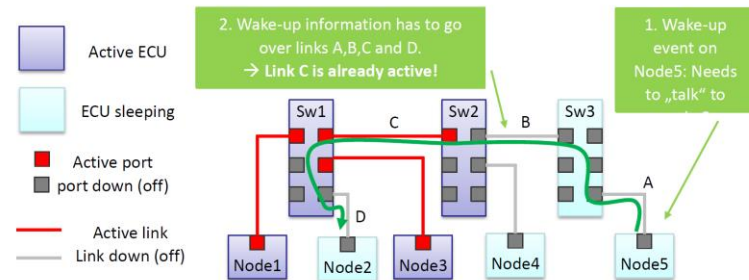 2. Wake-up information has to go
over links A,B,C and D.
→ Link C is already active!
1. Wake-up
event on
Node5: Needs
to „talk" to
Active ECU
ECU sleeping
Active port
port down (off)
Active link
Link down (off)
Sw1
C
Sw2
B
Sw3
A
D
Node1
Node2
Node3
Node4
Node5